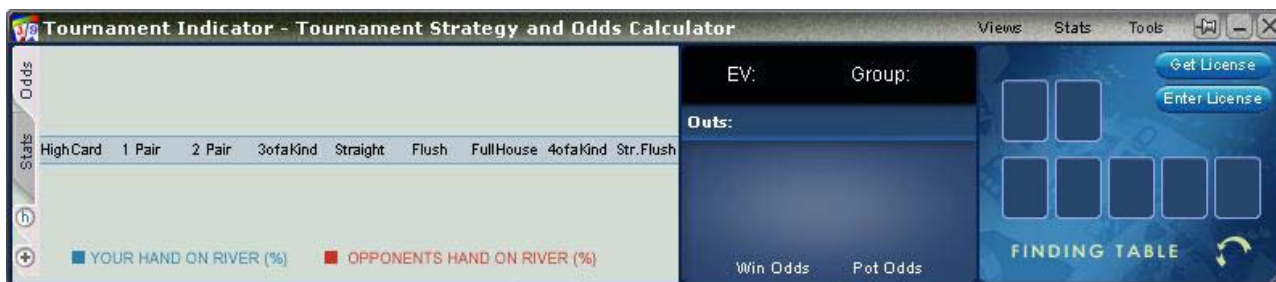 Tournament Indicator - Tournament Strategy and Odds Calculator Views Stats Tools
Odds
Stats
h
HighCard 1 Pair 2 Pair 3ofaKind Straight Flush FullHouse 4ofaKind Str.Flush
YOUR HAND ON RIVER (%) OPPONENTS HAND ON RIVER (%)
EV: Group:
Outs:
Win Odds Pot Odds
Get License
Enter License
FINDING TABLE